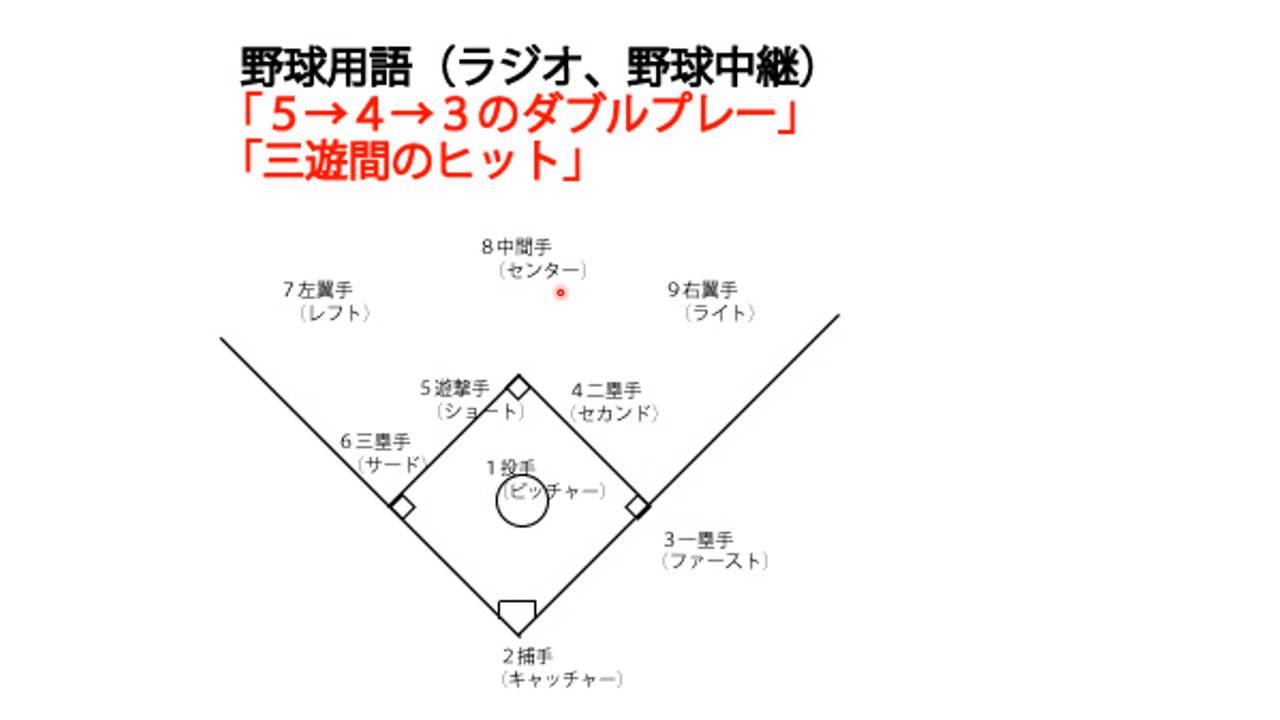 野球用語（ラジオ、野球中継）
「５→４→３のダブルプレー」
「三遊間のヒット」
８中間手
（センター）
７左翼手
（レフト）
９右翼手
（ライト）
５遊撃手
（ショート）
４二塁手
（セカンド）
６三塁手
（サード）
１投手
（ピッチャー）
３一塁手
（ファースト）
２捕手
（キャッチャー）